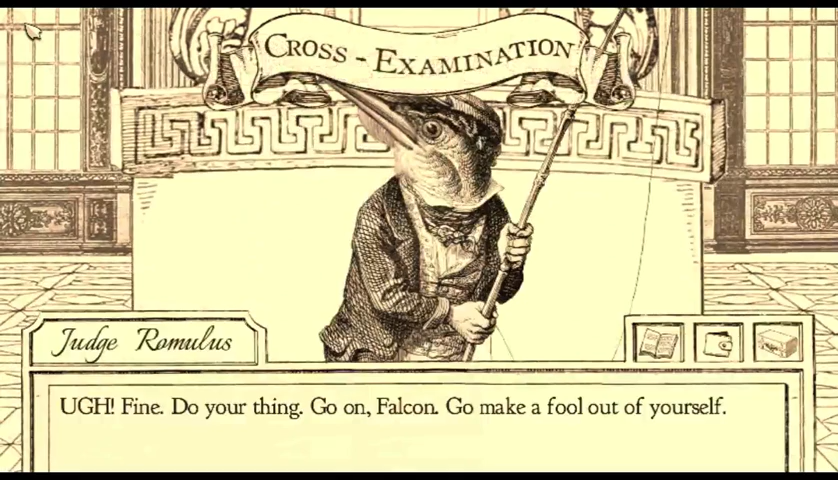 Cross-Examination
Judge Romulus
UGH! Fine. Do your thing. Go on, Falcon. Go make a fool out of yourself.